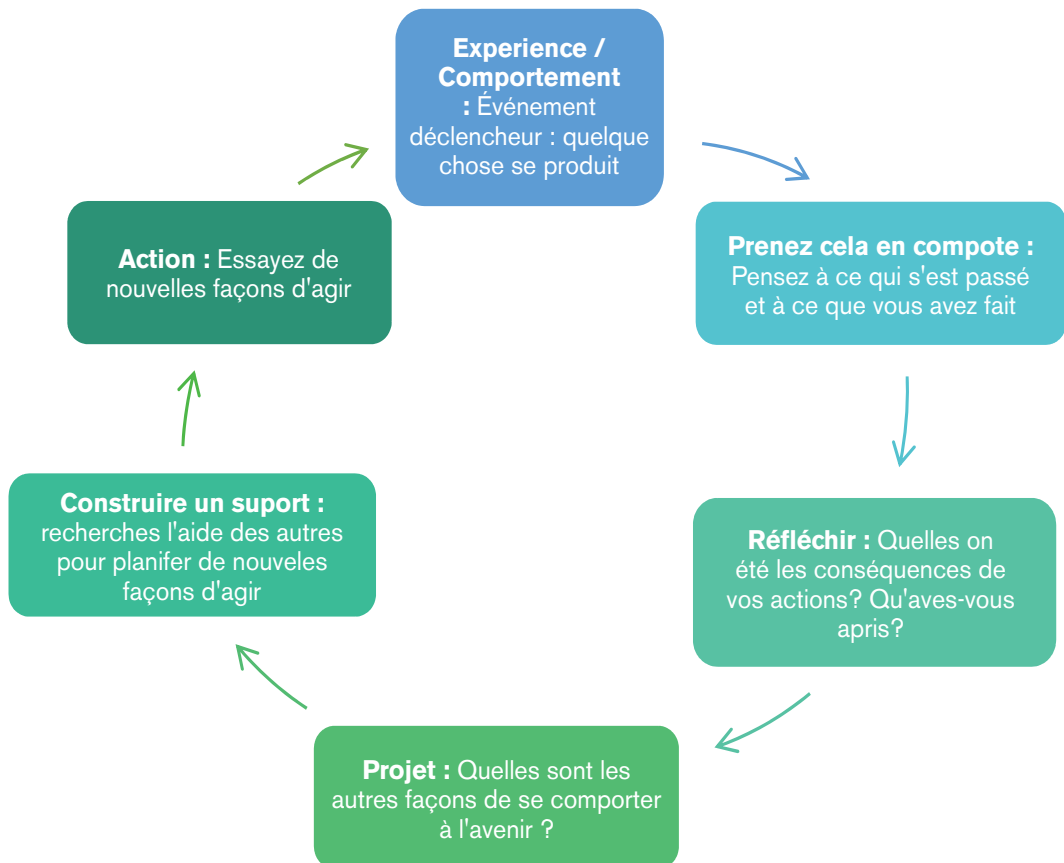 Experience /
Comportement
: Événement
déclencheur : quelque
chose se produit
Prenez cela en compote :
Pensez à ce qui s'est passé
et à ce que vous avez fait
Réfléchir : Quelles on
été les conséquences de
vos actions? Qu'aves-vous
apris?
Projet : Quelles sont les
autres façons de se comporter
à l'avenir ?
Construire un suport :
recherches l'aide des autres
pour planifer de nouveles
façons d'agir
Action : Essayez de
nouvelles façons d'agir